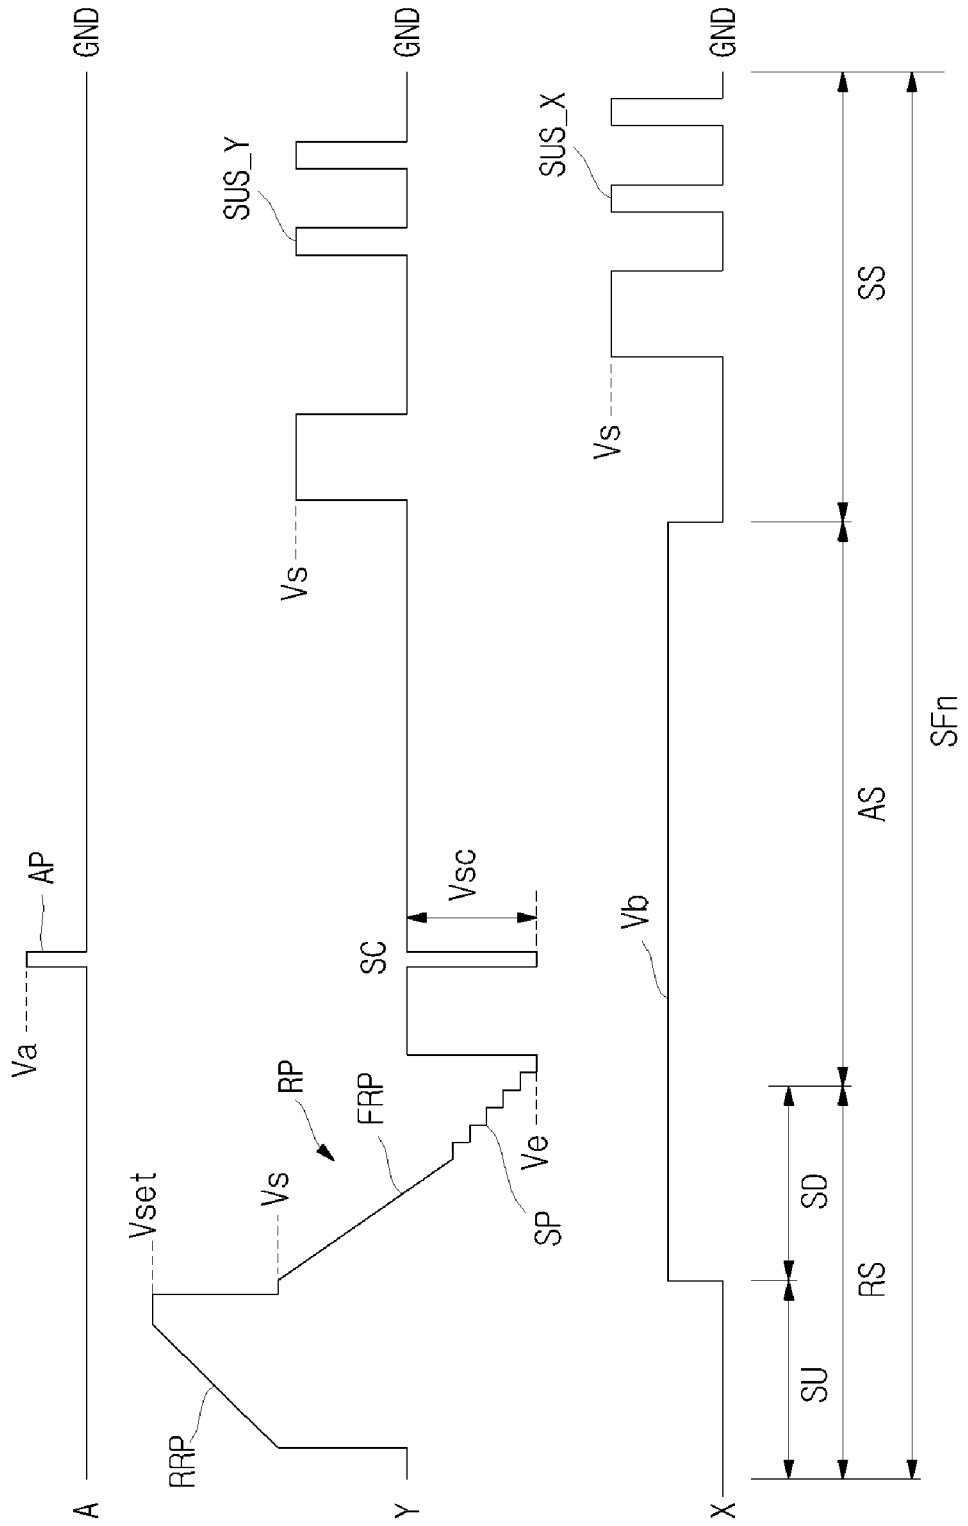 A
Va
AP
GND
Y
RRP
Vset
Vs
RP
FRP
SP
Ve
SC
Vsc
Vs
SUS_Y
GND
X
Vb
Vs
SUS_X
GND
SU
SD
RS
AS
SS
SFn